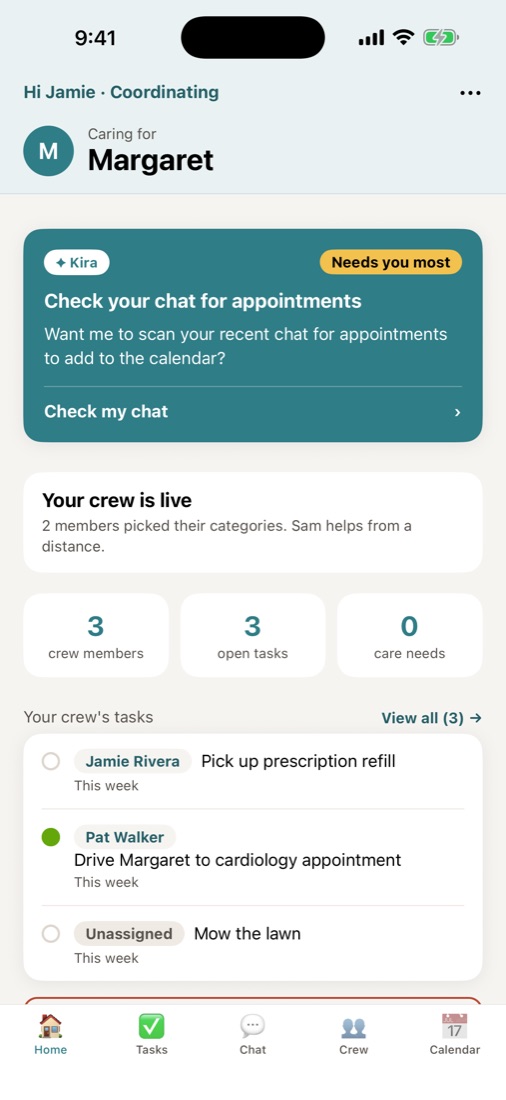 9:41
Hi Jamie · Coordinating
M
Caring for
Margaret
✦ Kira
Needs you most
Check your chat for appointments
Want me to scan your recent chat for appointments
to add to the calendar?
Check my chat ›
Your crew is live
2 members picked their categories. Sam helps from a
distance.
3
crew members
3
open tasks
0
care needs
Your crew's tasks
View all (3) →
Jamie Rivera Pick up prescription refill
This week
Pat Walker
Drive Margaret to cardiology appointment
This week
Unassigned Mow the lawn
This week
17
Home
Tasks
Chat
Crew
Calendar